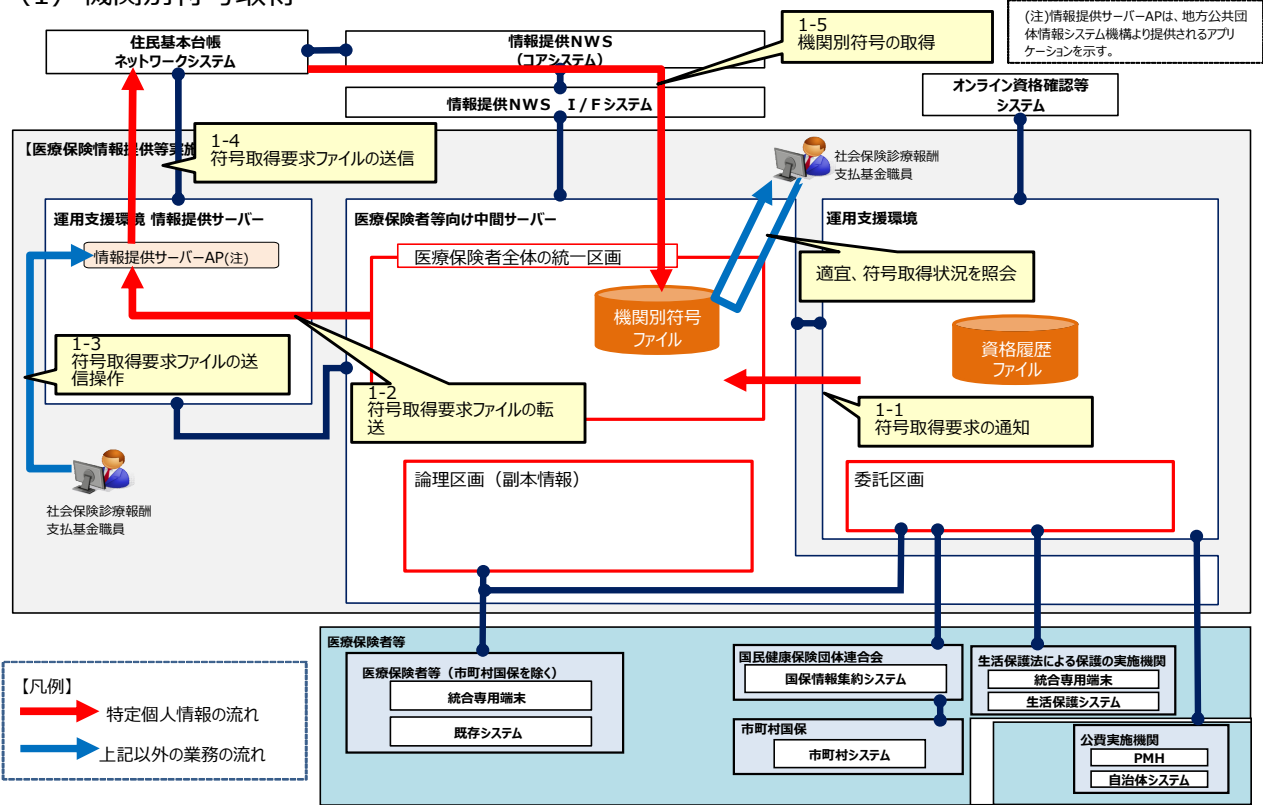 (1) 機関別符号取得
(注)情報提供サーバーAPは、地方公共団
体情報システム機構より提供されるアプリ
ケーションを示す。
住民基本台帳
ネットワークシステム
情報提供NWS
(コアシステム)
1-5
機関別符号の取得
情報提供NWS I/Fシステム
オンライン資格確認等
システム
【医療保険情報提供等実施
1-4
符号取得要求ファイルの送信
社会保険診療報酬
支払基金職員
運用支援環境 情報提供サーバー
医療保険者等向け中間サーバー
運用支援環境
情報提供サーバーAP(注)
医療保険者全体の統一区画
適宜、符号取得状況を照会
機関別符号
ファイル
資格履歴
ファイル
1-3
符号取得要求ファイルの送
信操作
1-2
符号取得要求ファイルの転
送
1-1
符号取得要求の通知
論理区画(副本情報)
委託区画
社会保険診療報酬
支払基金職員
医療保険者等
医療保険者等(市町村国保を除く)
統合専用端末
既存システム
国民健康保険団体連合会
国保情報集約システム
市町村国保
市町村システム
生活保護法による保護の実施機関
統合専用端末
生活保護システム
公費実施機関
PMH
自治体システム
【凡例】
特定個人情報の流れ
上記以外の業務の流れ